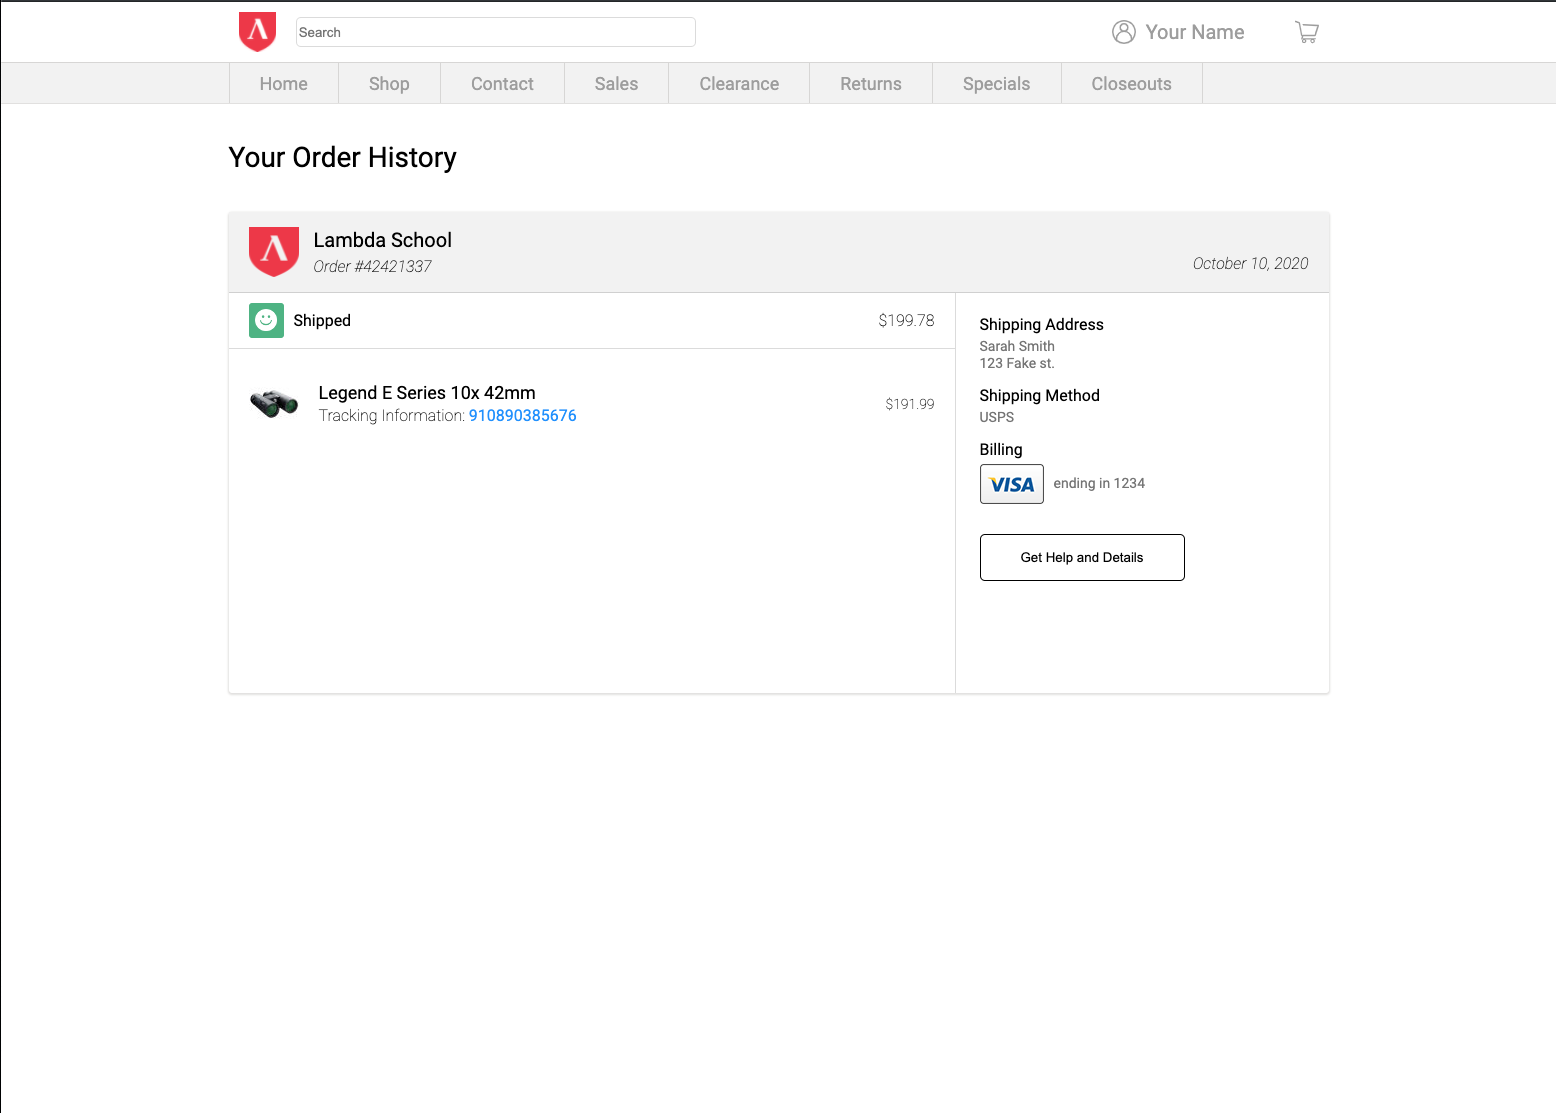 Search
Your Name
Home
Shop
Contact
Sales
Clearance
Returns
Specials
Closeouts
Your Order History
Lambda School
Order #42421337
October 10, 2020
Shipped
$199.78
Legend E Series 10x 42mm
Tracking Information: 910890385676
$191.99
Shipping Address
Sarah Smith
123 Fake st.
Shipping Method
USPS
Billing
VISA ending in 1234
Get Help and Details